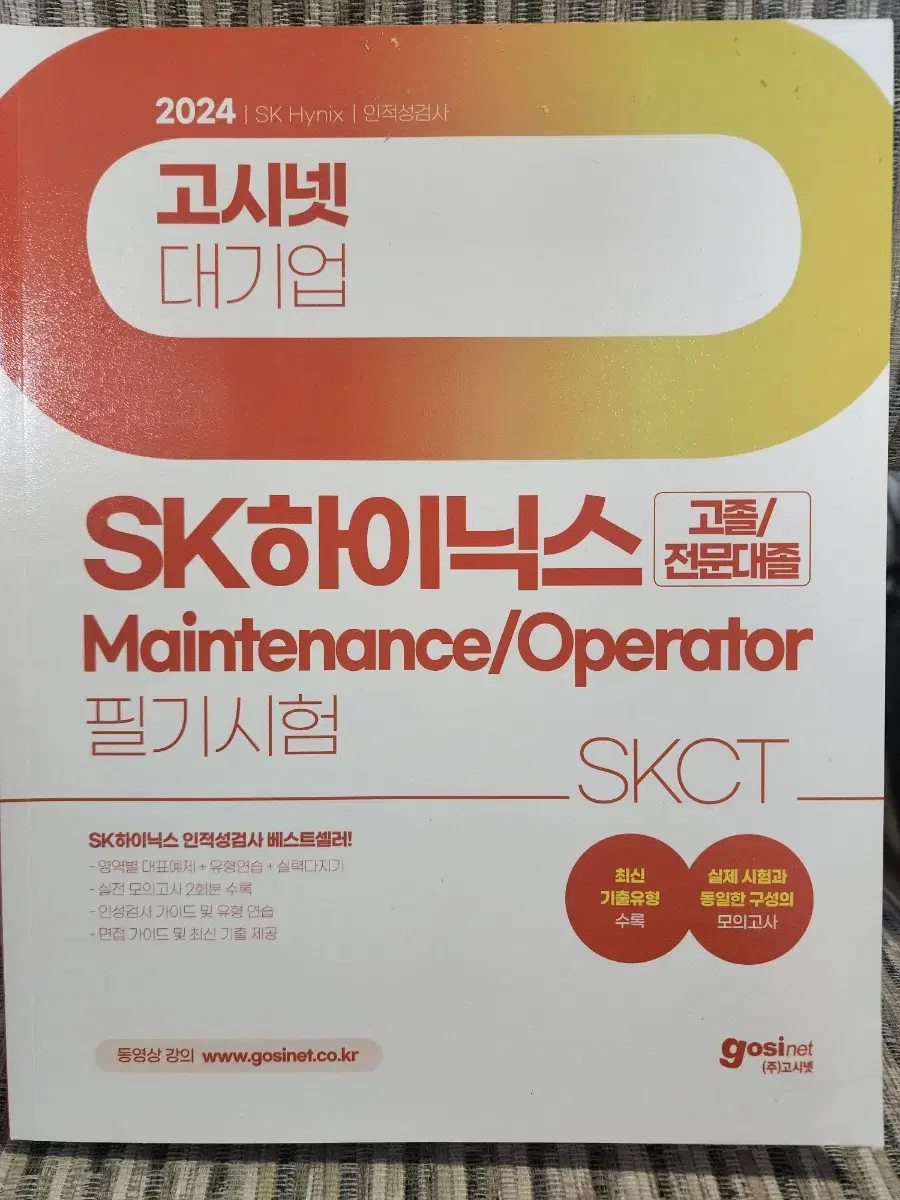 2024 | SK Hynix | 인적성검사
고시넷
대기업
SK하이닉스
고졸/
전문대졸
Maintenance/Operator
필기시험
SKCT
SK하이닉스 인적성검사 베스트셀러!
- 영역별 대표예제 + 유형연습 + 실력다지기
- 실전 모의고사 2회분 수록
- 인성검사 가이드 및 유형 연습
- 면접 가이드 및 최신 기출 제공
최신
기출유형
수록
실제 시험과
동일한 구성의
모의고사
동영상 강의 www.gosinet.co.kr
gosinet
(주)고시넷